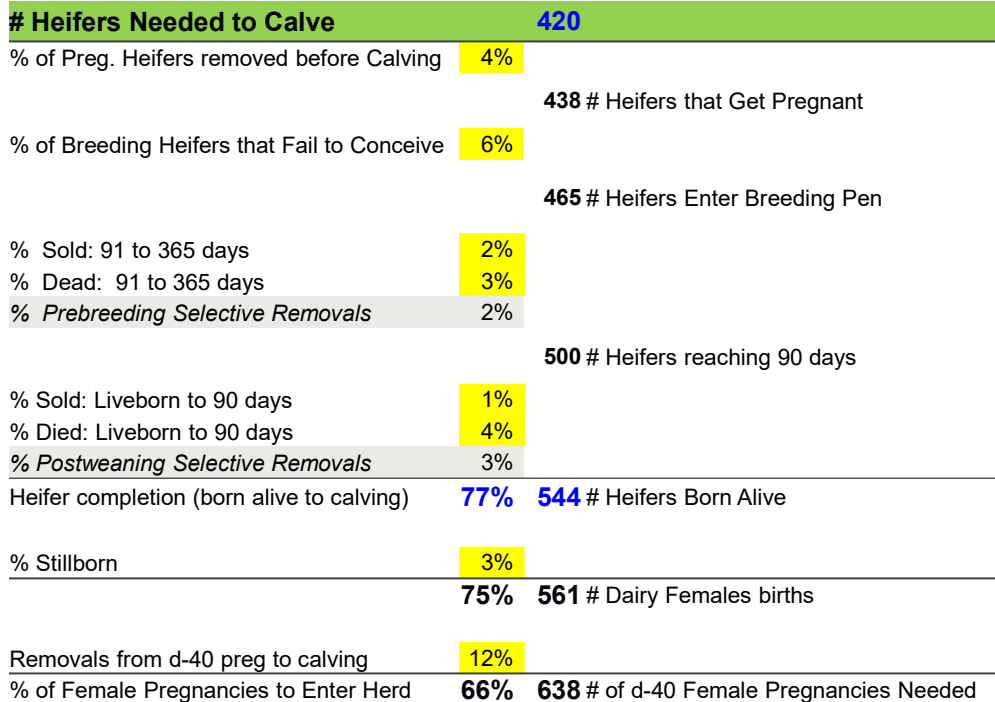 # Heifers Needed to Calve 420
% of Preg. Heifers removed before Calving 4%
438 # Heifers that Get Pregnant
% of Breeding Heifers that Fail to Conceive 6%
465 # Heifers Enter Breeding Pen
% Sold: 91 to 365 days 2%
% Dead: 91 to 365 days 3%
% Prebreeding Selective Removals 2%
500 # Heifers reaching 90 days
% Sold: Liveborn to 90 days 1%
% Died: Liveborn to 90 days 4%
% Postweaning Selective Removals 3%
Heifer completion (born alive to calving) 77% 544 # Heifers Born Alive
% Stillborn 3%
75% 561 # Dairy Females births
Removals from d-40 preg to calving 12%
% of Female Pregnancies to Enter Herd 66% 638 # of d-40 Female Pregnancies Needed